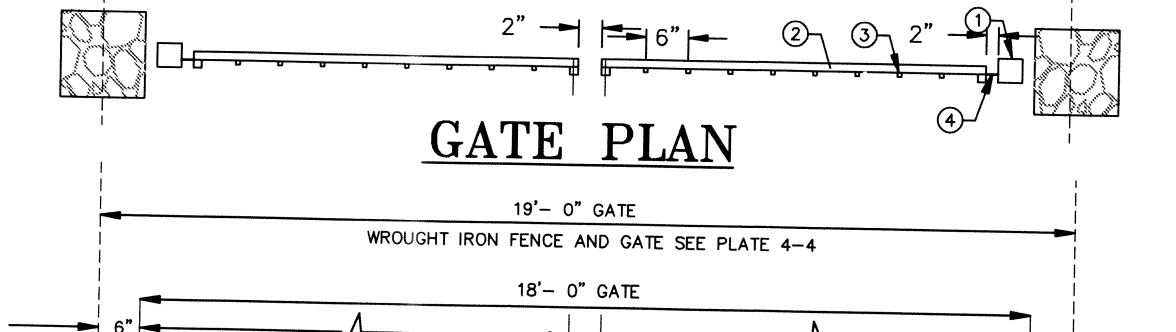 2" 6" 2 3 2" 1
4
GATE PLAN
19'- 0" GATE
WROUGHT IRON FENCE AND GATE SEE PLATE 4-4
18'- 0" GATE
6"